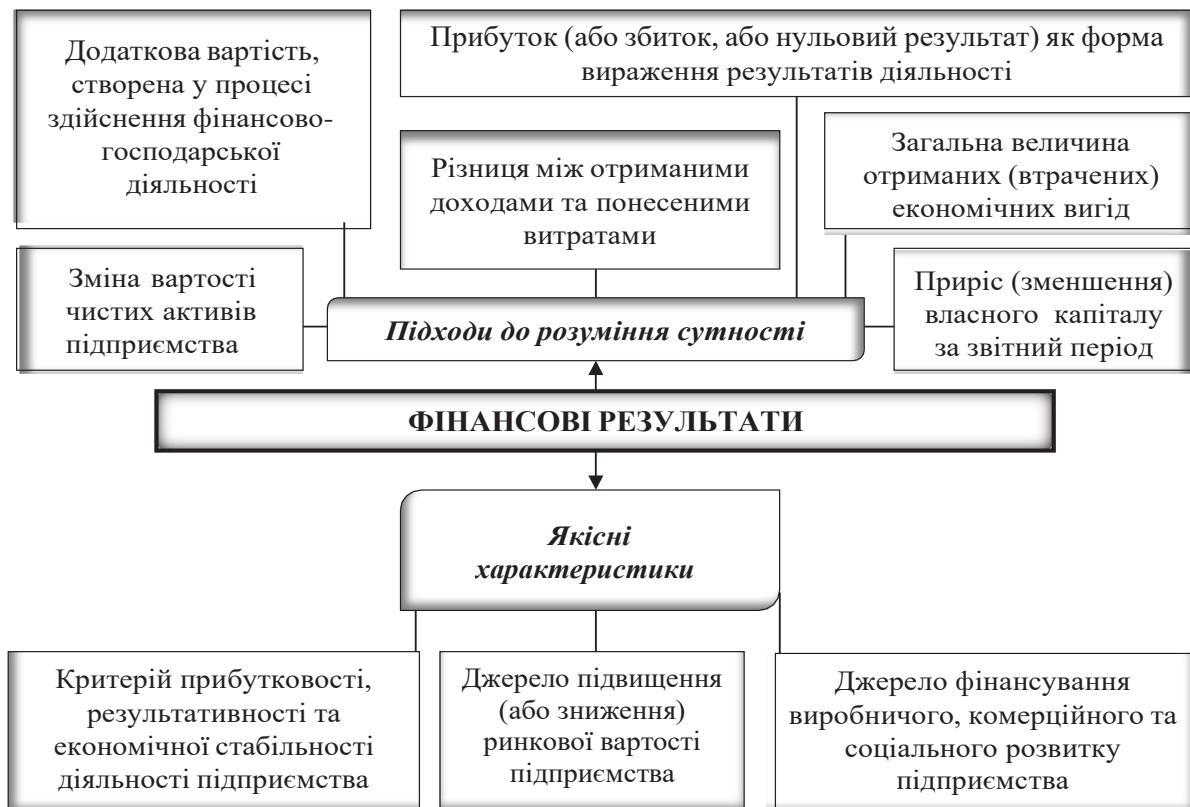 Додаткова вартість,
створена у процесі
здійснення фінансово-
господарської
діяльності
Прибуток (або збиток, або нульовий результат) як форма
вираження результатів діяльності
Різниця між отриманими
доходами та понесеними
витратами
Загальна величина
отриманих (втрачених)
економічних вигід
Зміна вартості
чистих активів
підприємства
Підходи до розуміння сутності
Приріс (зменшення)
власного капіталу
за звітний період
ФІНАНСОВІ РЕЗУЛЬТАТИ
Якісні
характеристики
Критерій прибутковості,
результативності та
економічної стабільності
діяльності підприємства
Джерело підвищення
(або зниження)
ринкової вартості
підприємства
Джерело фінансування
виробничого, комерційного та
соціального розвитку
підприємства